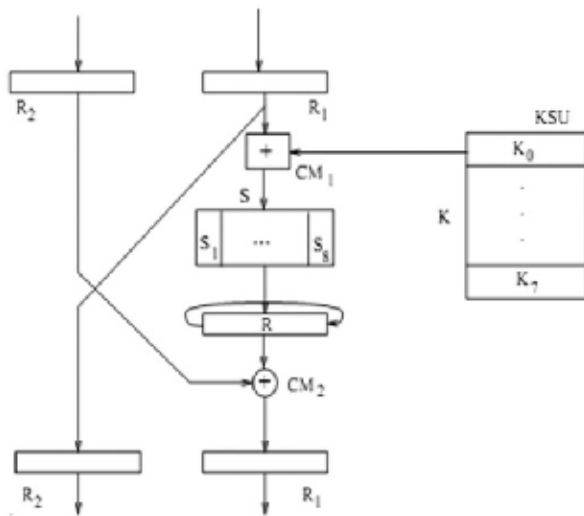 R2
R1
KSU
K0
+
CM1
S
K
S1
...
S8
K7
R
+
CM2
R2
R1